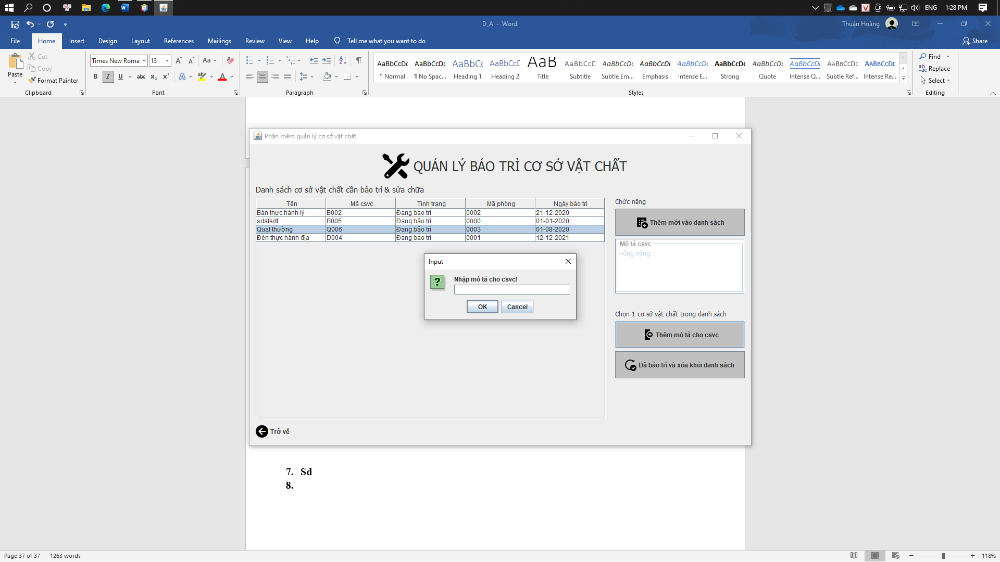 ENG 1:28 PM
D_A - Word
Thuận Hoàng
File Home Insert Design Layout References Mailings Review View Help Tell me what you want to do Share
Paste
Cut
Copy
Format Painter
Clipboard
Times New Roma 13
Font
Paragraph
AaBbCcDc AaBbCcDc AaBbCc AaBbCcD AaB AaBbCcD AaBbCcDc AaBbCcDc AaBbCcDc AaBbCcDc AaBbCcDc AaBbCcDc AaBbCcDc AaBbCcDc
¶ Normal ¶ No Spac... Heading 1 Heading 2 Title Subtitle Subtle Em... Emphasis Intense E... Strong Quote Intense Q... Subtle Ref... Intense Re...
Styles
Find
Replace
Select
Editing
Phần mềm quản lý cơ sở vật chất
QUẢN LÝ BẢO TRÌ CƠ SỞ VẬT CHẤT
Danh sách cơ sở vật chất cần bảo trì & sửa chữa
Tên Mã csvc Tình trạng Mã phòng Ngày bảo trì
Bàn thực hành lý B002 Đang bảo trì 0002 21-12-2020
sdafsdf B005 Đang bảo trì 0000 01-01-2020
Quạt thường Q006 Đang bảo trì 0003 01-08-2020
Đèn thực hành địa D004 Đang bảo trì 0001 12-12-2021
Chức năng
Thêm mới vào danh sách
Mô tả csvc
Hỏng nặng
Input
Nhập mô tả cho csvc!
OK Cancel
Chọn 1 cơ sở vật chất trong danh sách
Thêm mô tả cho csvc
Đã bảo trì và xóa khỏi danh sách
Trở về
7. Sd
8.
Page 37 of 37 1263 words
118%